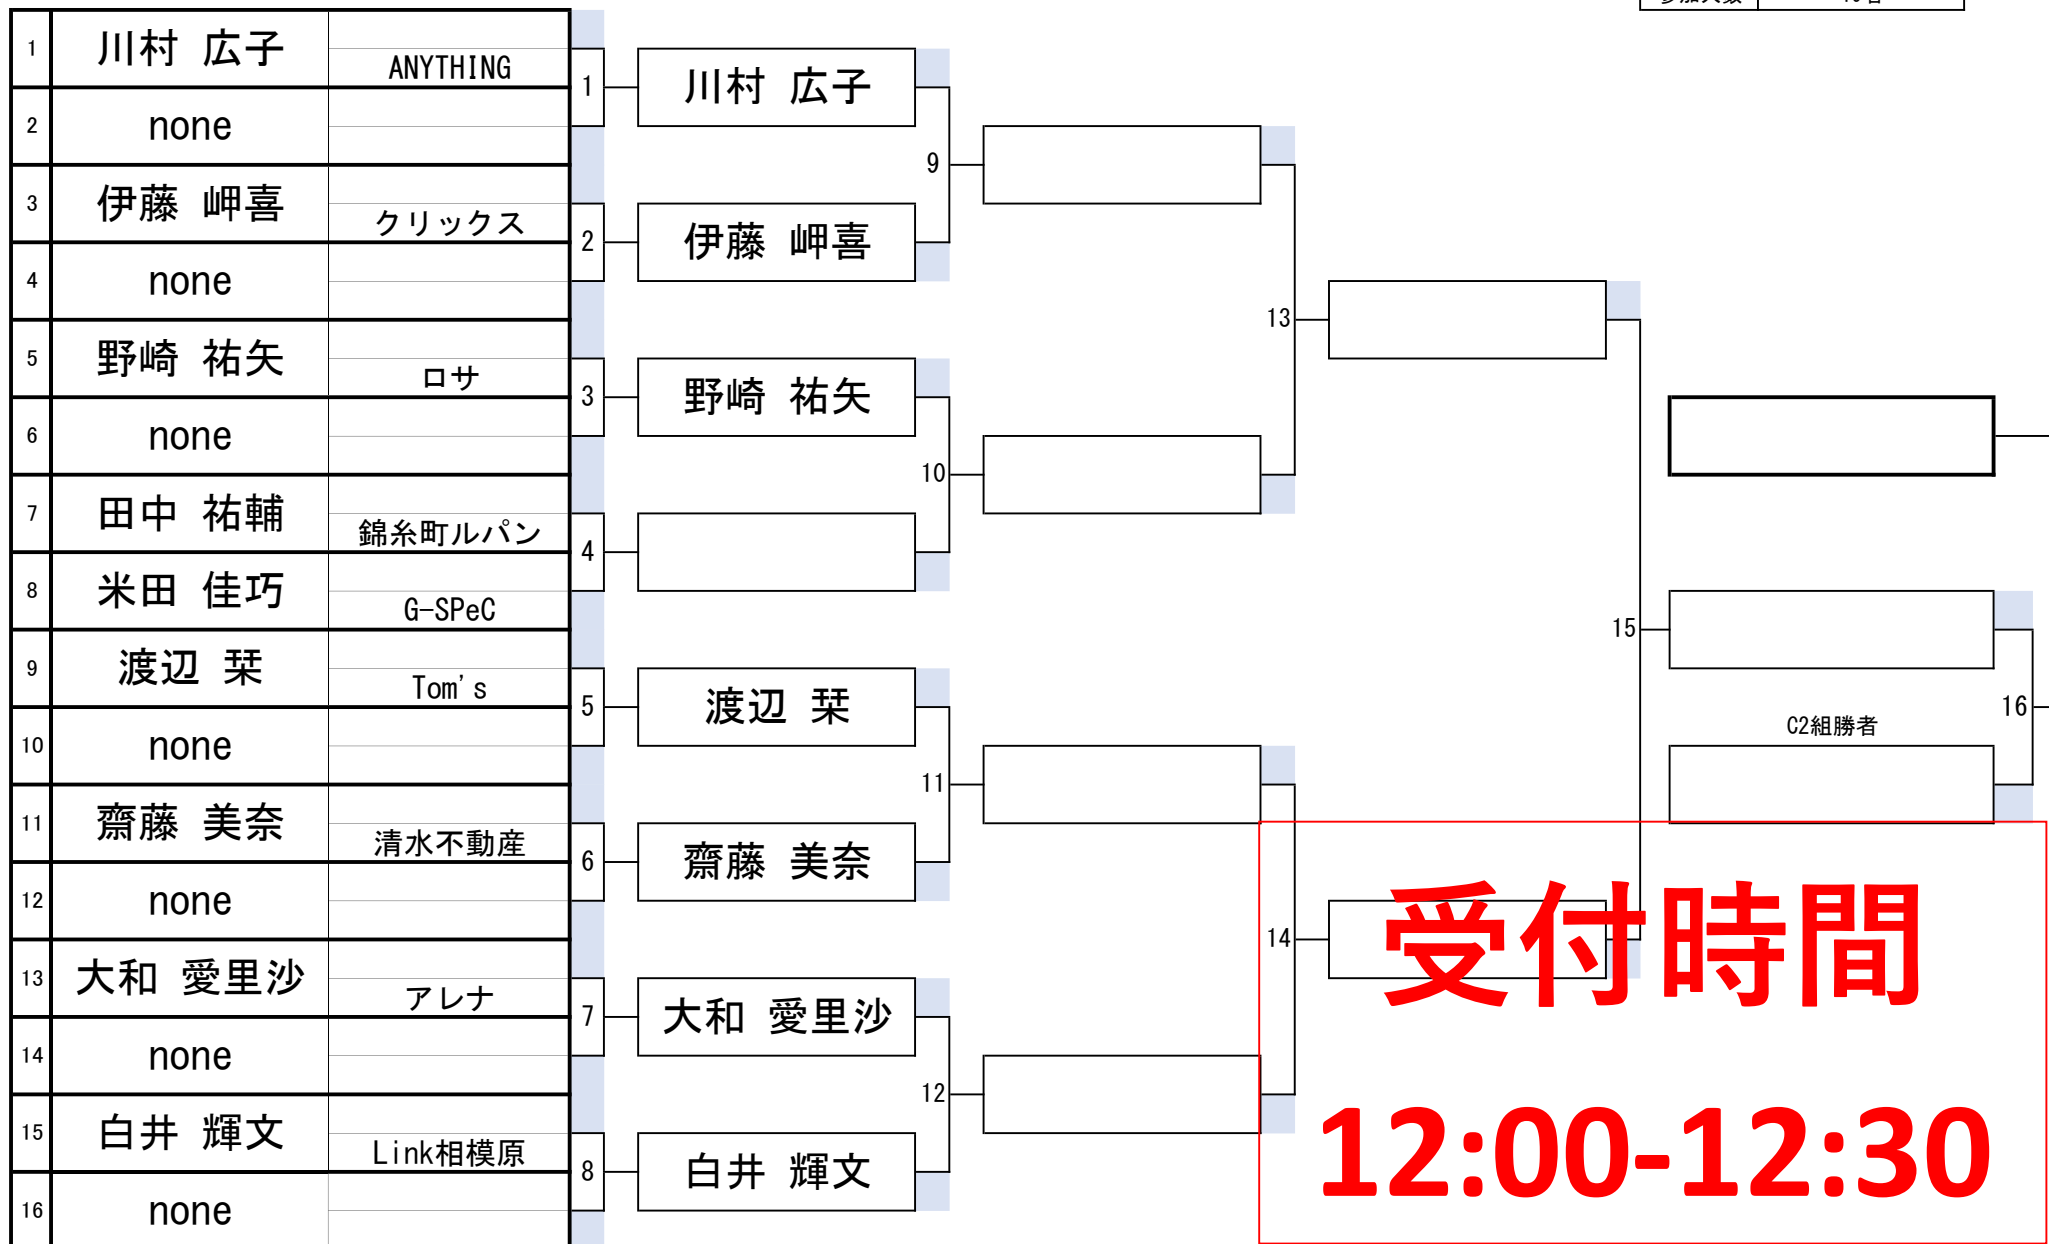 1 川村 広子 ANYTHING
2 none
3 伊藤 岬喜 クリックス
4 none
5 野崎 祐矢 ロサ
6 none
7 田中 祐輔 錦糸町ルパン
8 米田 佳巧 G-SPeC
9 渡辺 栞 Tom's
10 none
11 齋藤 美奈 清水不動産
12 none
13 大和 愛里沙 アレナ
14 none
15 白井 輝文 Link相模原
16 none
1 川村 広子
2 伊藤 岬喜
3 野崎 祐矢
4
5 渡辺 栞
6 齋藤 美奈
7 大和 愛里沙
8 白井 輝文
9
10
11
12
13
14
15
C2組勝者
16
受付時間
12:00-12:30